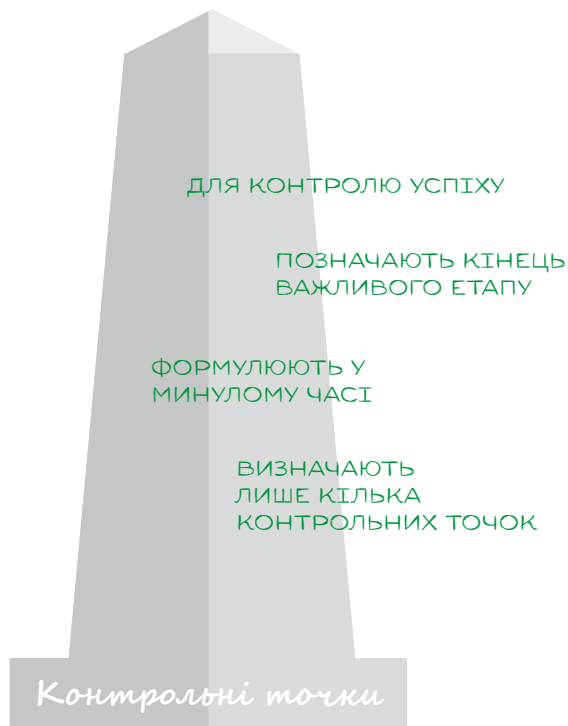 ДЛЯ КОНТРОЛЮ УСПІХУ
ПОЗНАЧАЮТЬ КІНЕЦЬ
ВАЖЛИВОГО ЕТАПУ
ФОРМУЛЮЮТЬ У
МИНУЛОМУ ЧАСІ
ВИЗНАЧАЮТЬ
ЛИШЕ КІЛЬКА
КОНТРОЛЬНИХ ТОЧОК
Контрольні точки